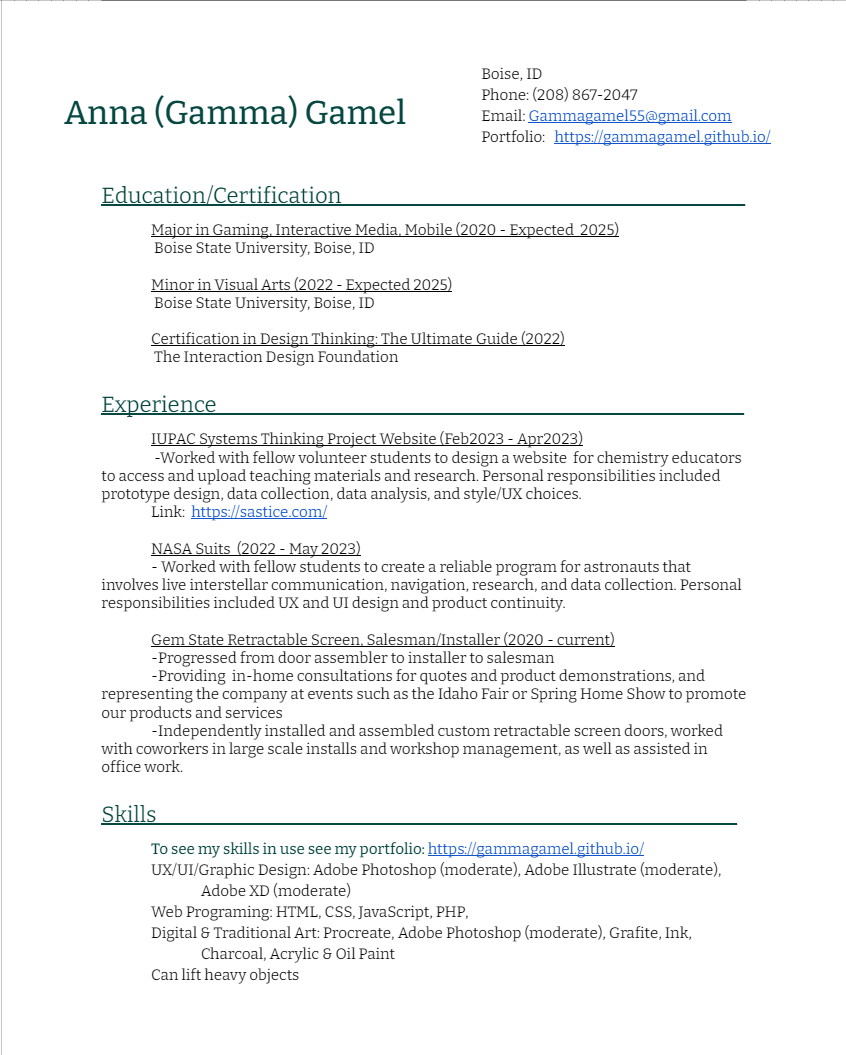 Boise, ID
Phone: (208) 867-2047
Anna (Gamma) Gamel
Email: Gammagamel55@gmail.com
Portfolio: https://gammagamel.github.io/
Education/Certification
Major in Gaming, Interactive Media, Mobile (2020 - Expected 2025)
Boise State University, Boise, ID
Minor in Visual Arts (2022 - Expected 2025)
Boise State University, Boise, ID
Certification in Design Thinking: The Ultimate Guide (2022)
The Interaction Design Foundation
Experience
IUPAC Systems Thinking Project Website (Feb2023 - Apr2023)
-Worked with fellow volunteer students to design a website for chemistry educators
to access and upload teaching materials and research. Personal responsibilities included
prototype design, data collection, data analysis, and style/UX choices.
Link: https://sastice.com/
NASA Suits (2022 - May 2023)
- Worked with fellow students to create a reliable program for astronauts that
involves live interstellar communication, navigation, research, and data collection. Personal
responsibilities included UX and UI design and product continuity.
Gem State Retractable Screen, Salesman/Installer (2020 - current)
-Progressed from door assembler to installer to salesman
-Providing in-home consultations for quotes and product demonstrations, and
representing the company at events such as the Idaho Fair or Spring Home Show to promote
our products and services
-Independently installed and assembled custom retractable screen doors, worked
with coworkers in large scale installs and workshop management, as well as assisted in
office work.
Skills
To see my skills in use see my portfolio: https://gammagamel.github.io/
UX/UI/Graphic Design: Adobe Photoshop (moderate), Adobe Illustrate (moderate),
Adobe XD (moderate)
Web Programing: HTML, CSS, JavaScript, PHP,
Digital & Traditional Art: Procreate, Adobe Photoshop (moderate), Grafite, Ink,
Charcoal, Acrylic & Oil Paint
Can lift heavy objects